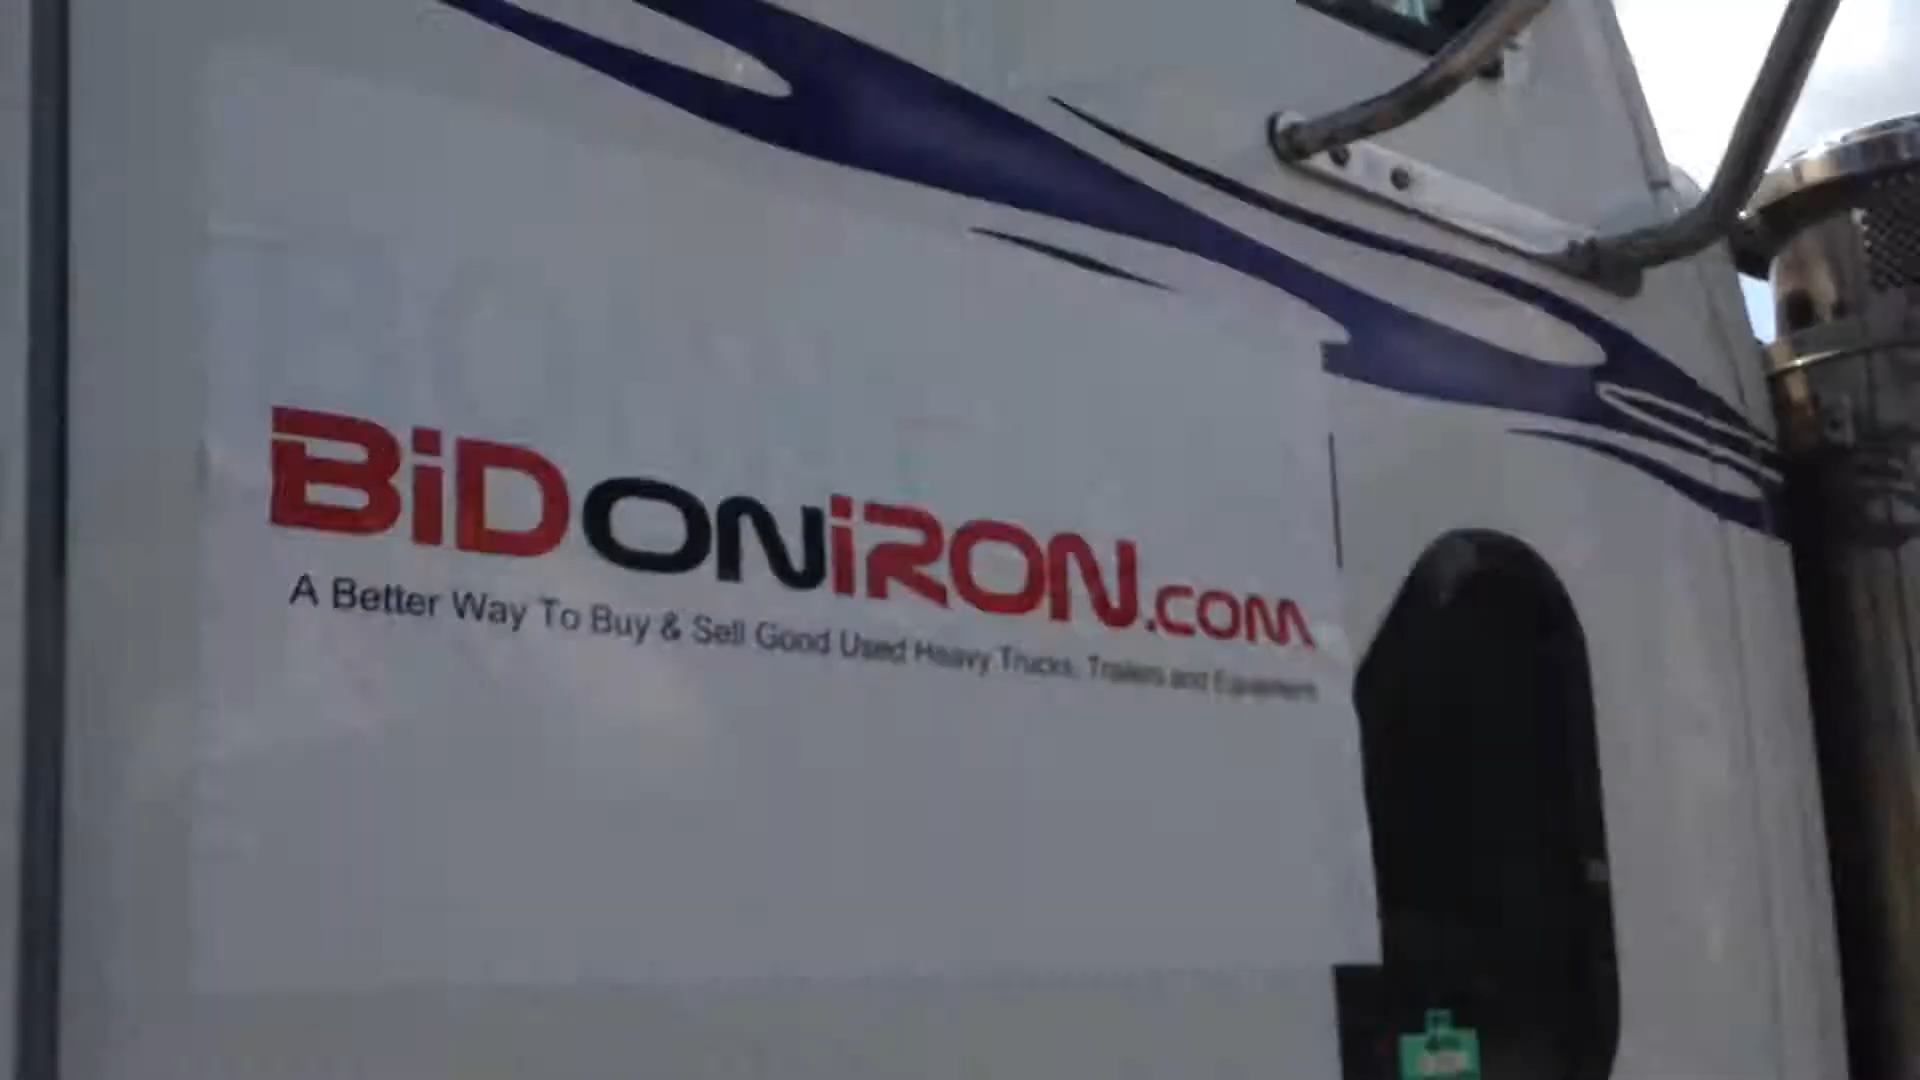 BiDONiRON.COM
A Better Way To Buy & Sell Good Used Heavy Trucks, Trailers and Equipment